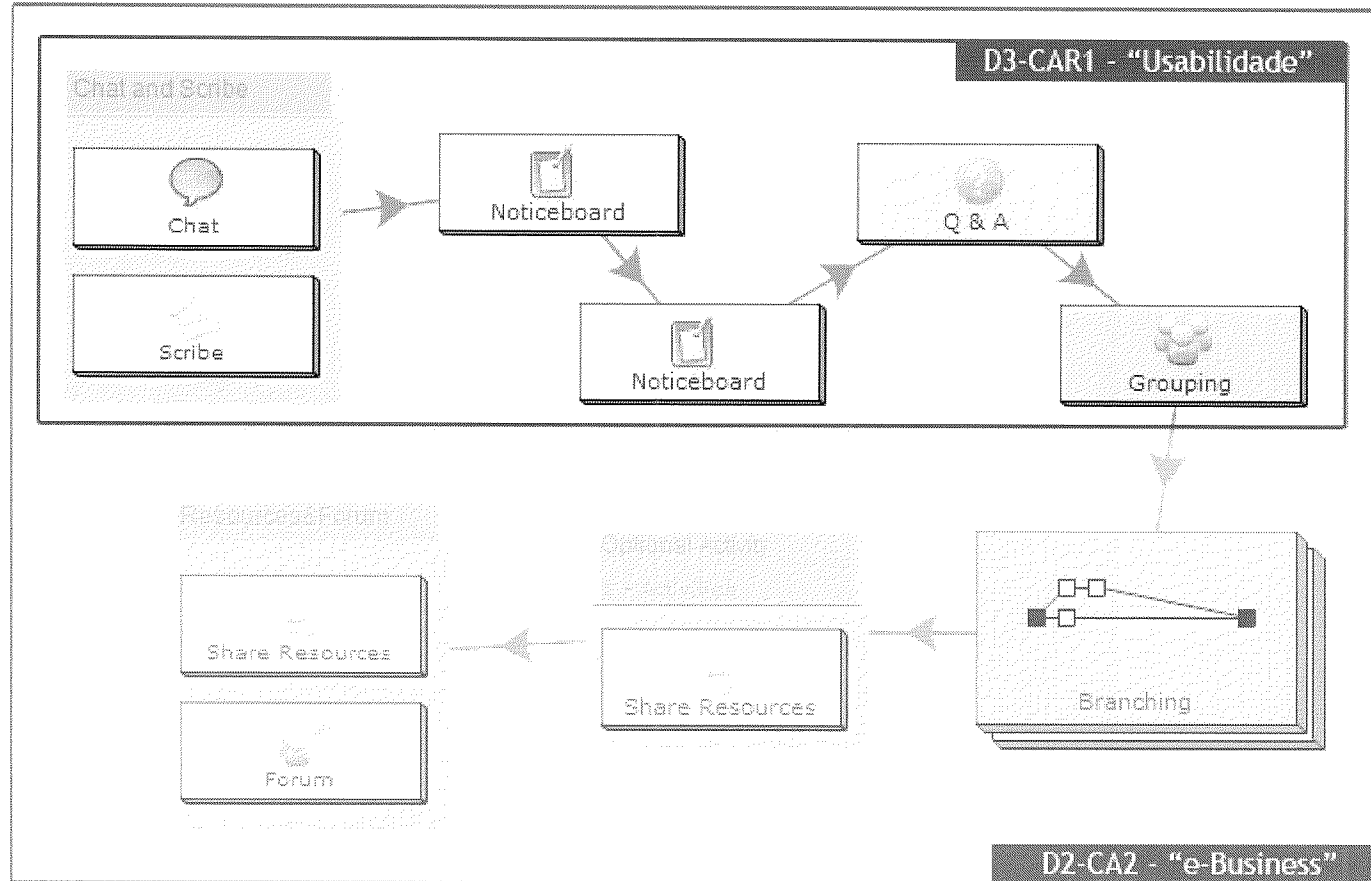 D3-CAR1 - “Usabilidade”
Chat and Scribe
Chat
Scribe
Noticeboard
Noticeboard
Q & A
Grouping
Branching
Share Resources
Share Resources
Forum
D2-CA2 - “e-Business”